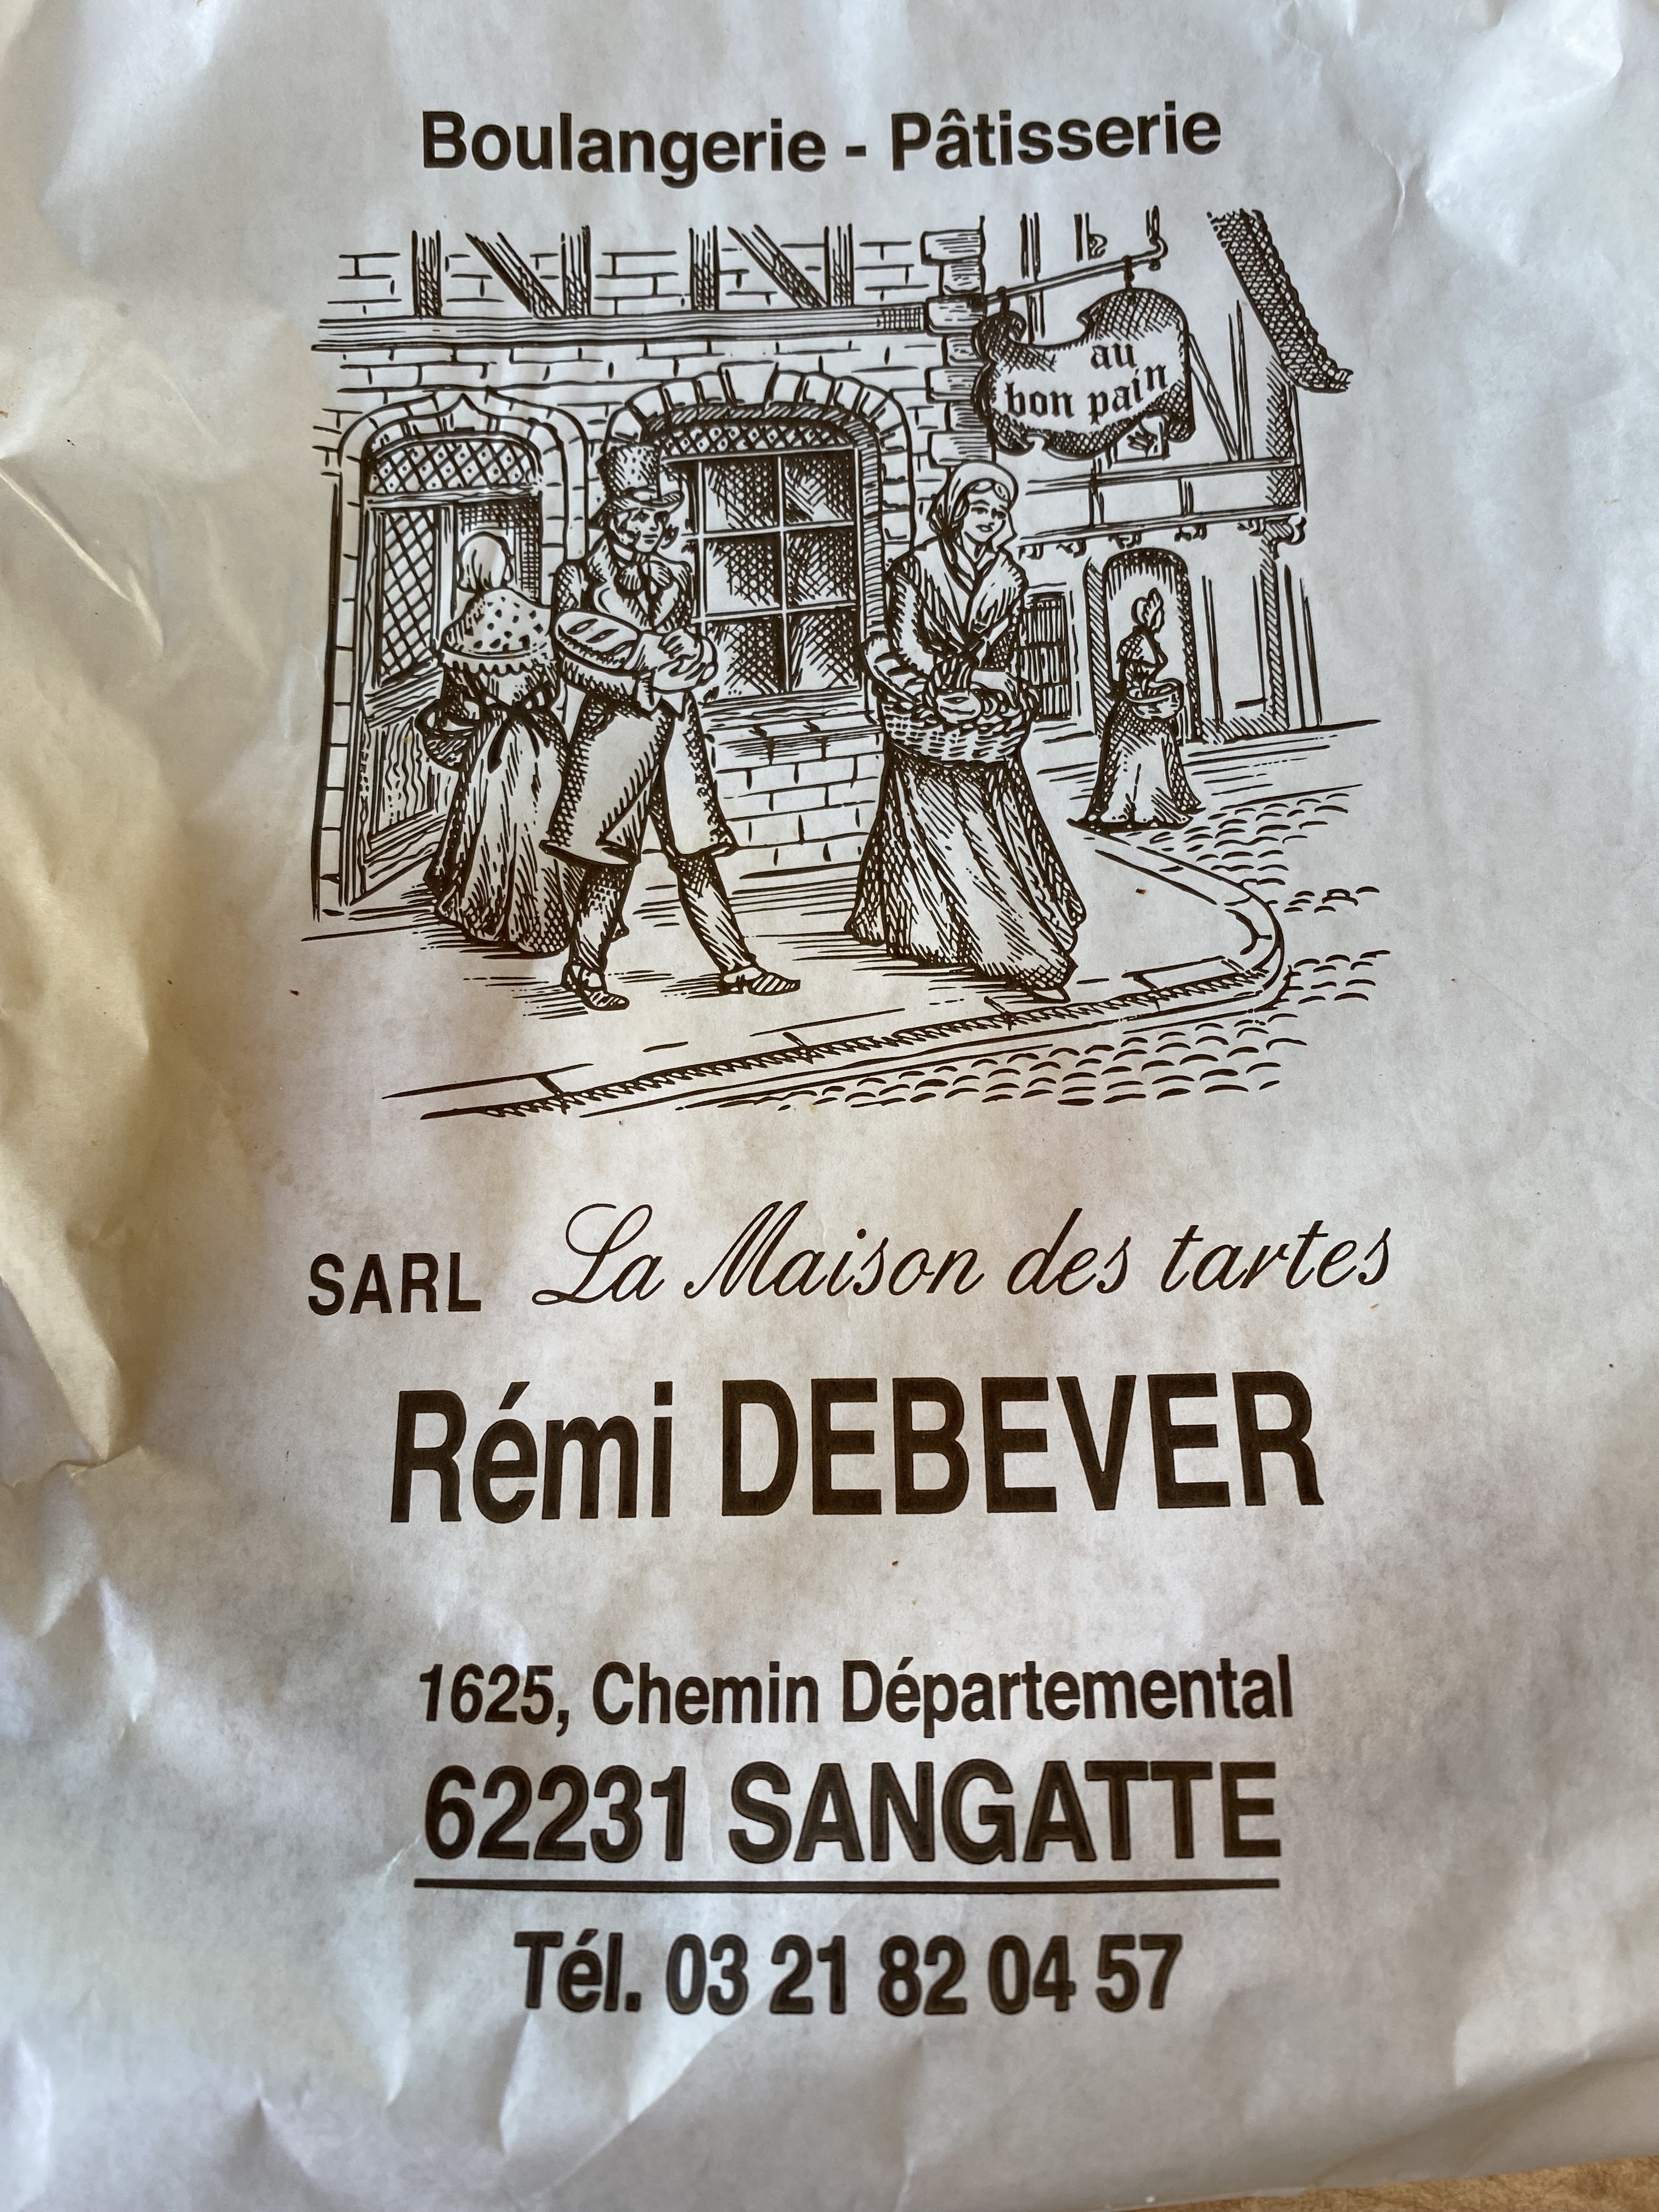 Boulangerie - Pâtisserie
au
bon pain
SARL La Maison des tartes
Rémi DEBEVER
1625, Chemin Départemental
62231 SANGATTE
Tél. 03 21 82 04 57